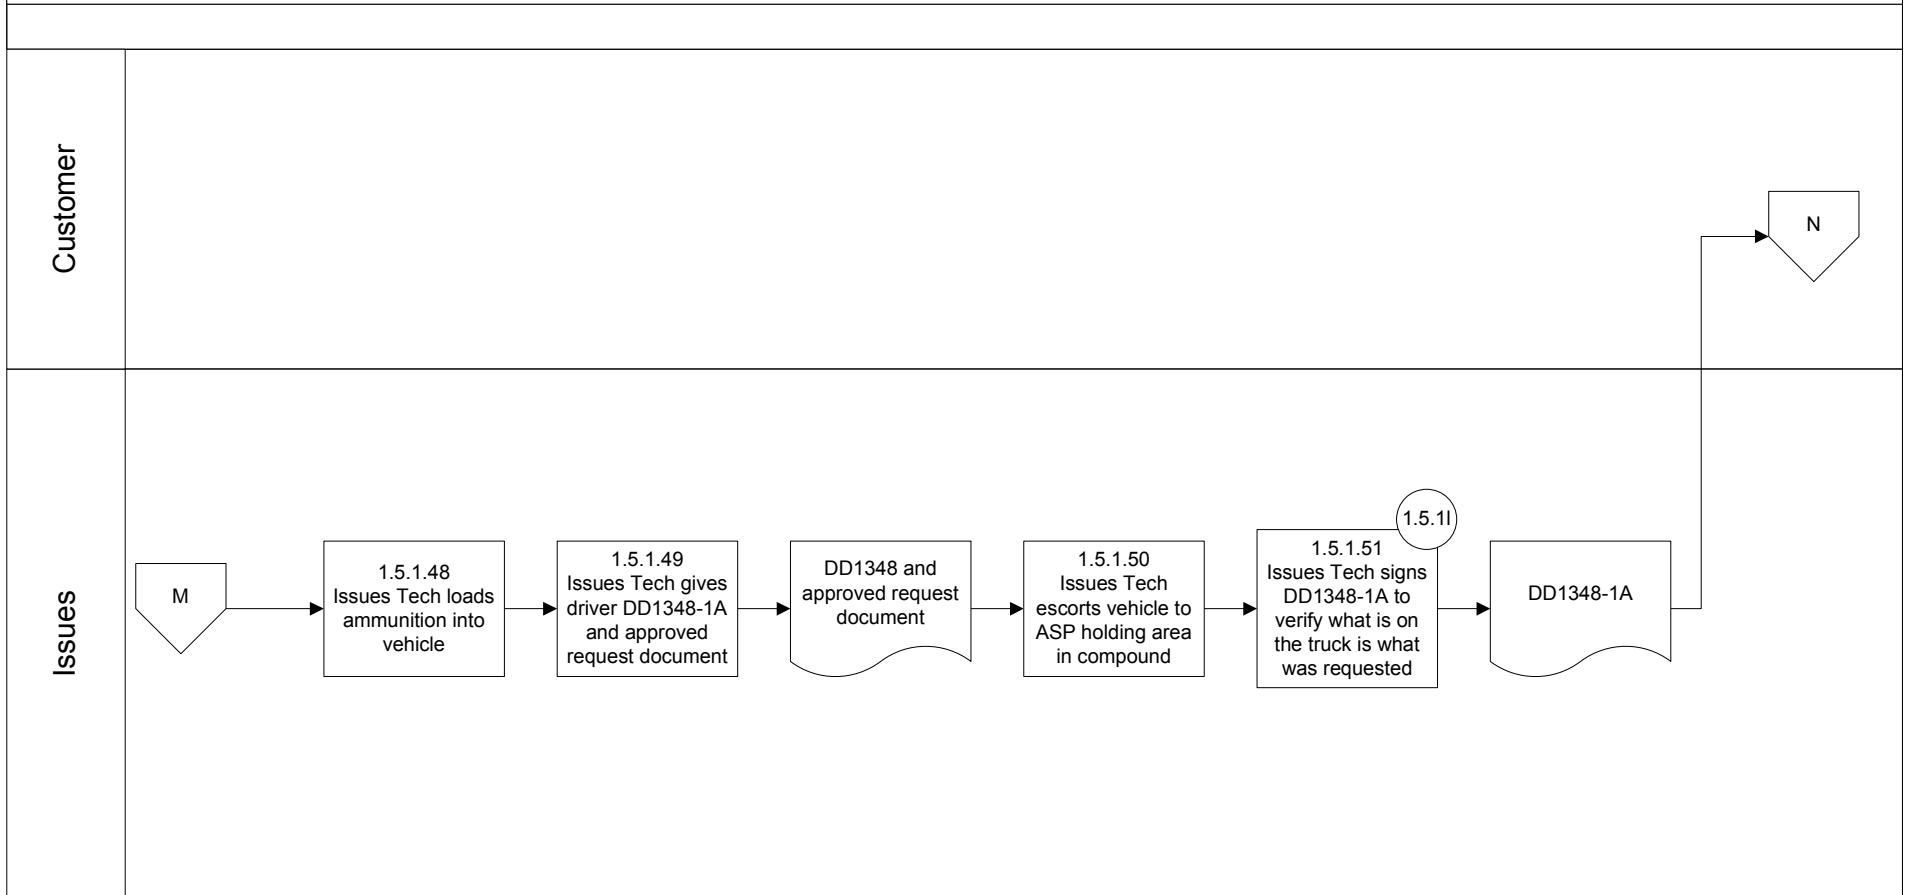 Customer
N
Issues
M
1.5.1.48
Issues Tech loads
ammunition into
vehicle
1.5.1.49
Issues Tech gives
driver DD1348-1A
and approved
request document
DD1348 and
approved request
document
1.5.1.50
Issues Tech
escorts vehicle to
ASP holding area
in compound
1.5.1I
1.5.1.51
Issues Tech signs
DD1348-1A to
verify what is on
the truck is what
was requested
DD1348-1A